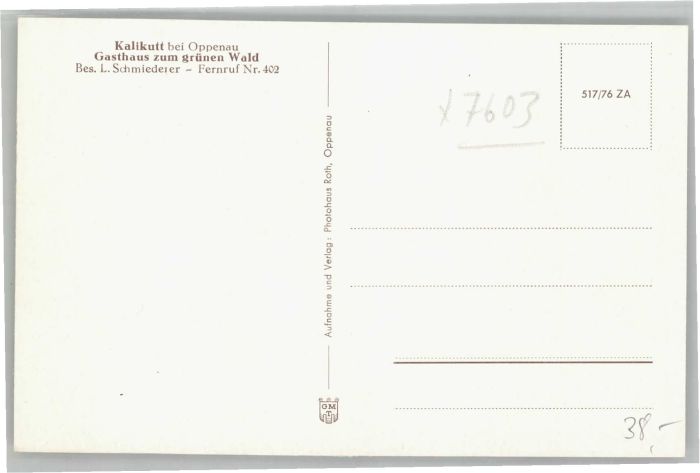 Kalikutt bei Oppenau
Gasthaus zum grünen Wald
Bes. L. Schmiederer – Fernruf Nr. 402
Aufnahme und Verlag: Photohaus Roth, Oppenau
517/76 ZA
x 7603
GM
38,-